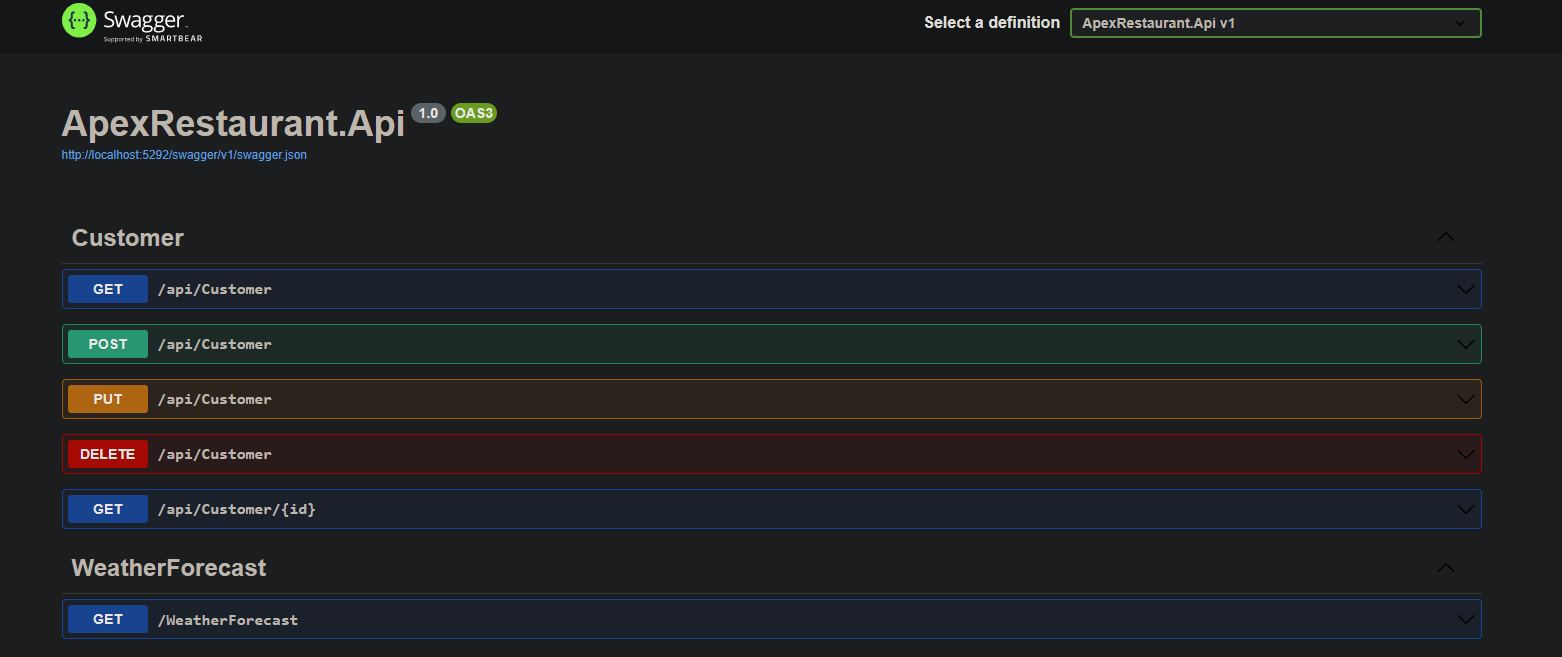 Swagger
Supported by SMARTBEAR
Select a definition
ApexRestaurant.Api v1
ApexRestaurant.Api 1.0 OAS3
http://localhost:5292/swagger/v1/swagger.json
Customer
GET /api/Customer
POST /api/Customer
PUT /api/Customer
DELETE /api/Customer
GET /api/Customer/{id}
WeatherForecast
GET /WeatherForecast